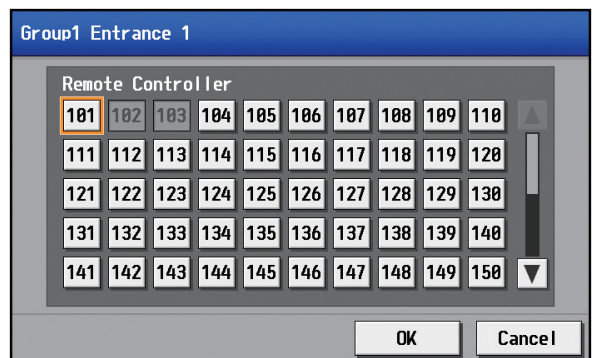 Group1 Entrance 1
Remote Controller
101 102 103 104 105 106 107 108 109 110
111 112 113 114 115 116 117 118 119 120
121 122 123 124 125 126 127 128 129 130
131 132 133 134 135 136 137 138 139 140
141 142 143 144 145 146 147 148 149 150
OK Cancel